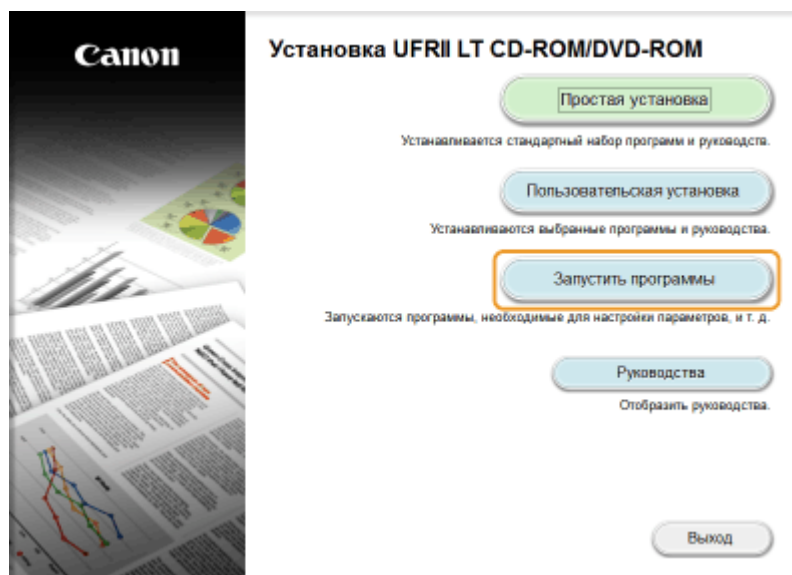 Canon
Установка UFRII LT CD-ROM/DVD-ROM
Простая установка
Устанавливается стандартный набор программ и руководств.
Пользовательская установка
Устанавливаются выбранные программы и руководства.
Запустить программы
Запускаются программы, необходимые для настройки параметров, и т. д.
Руководства
Отобразить руководства.
Выход